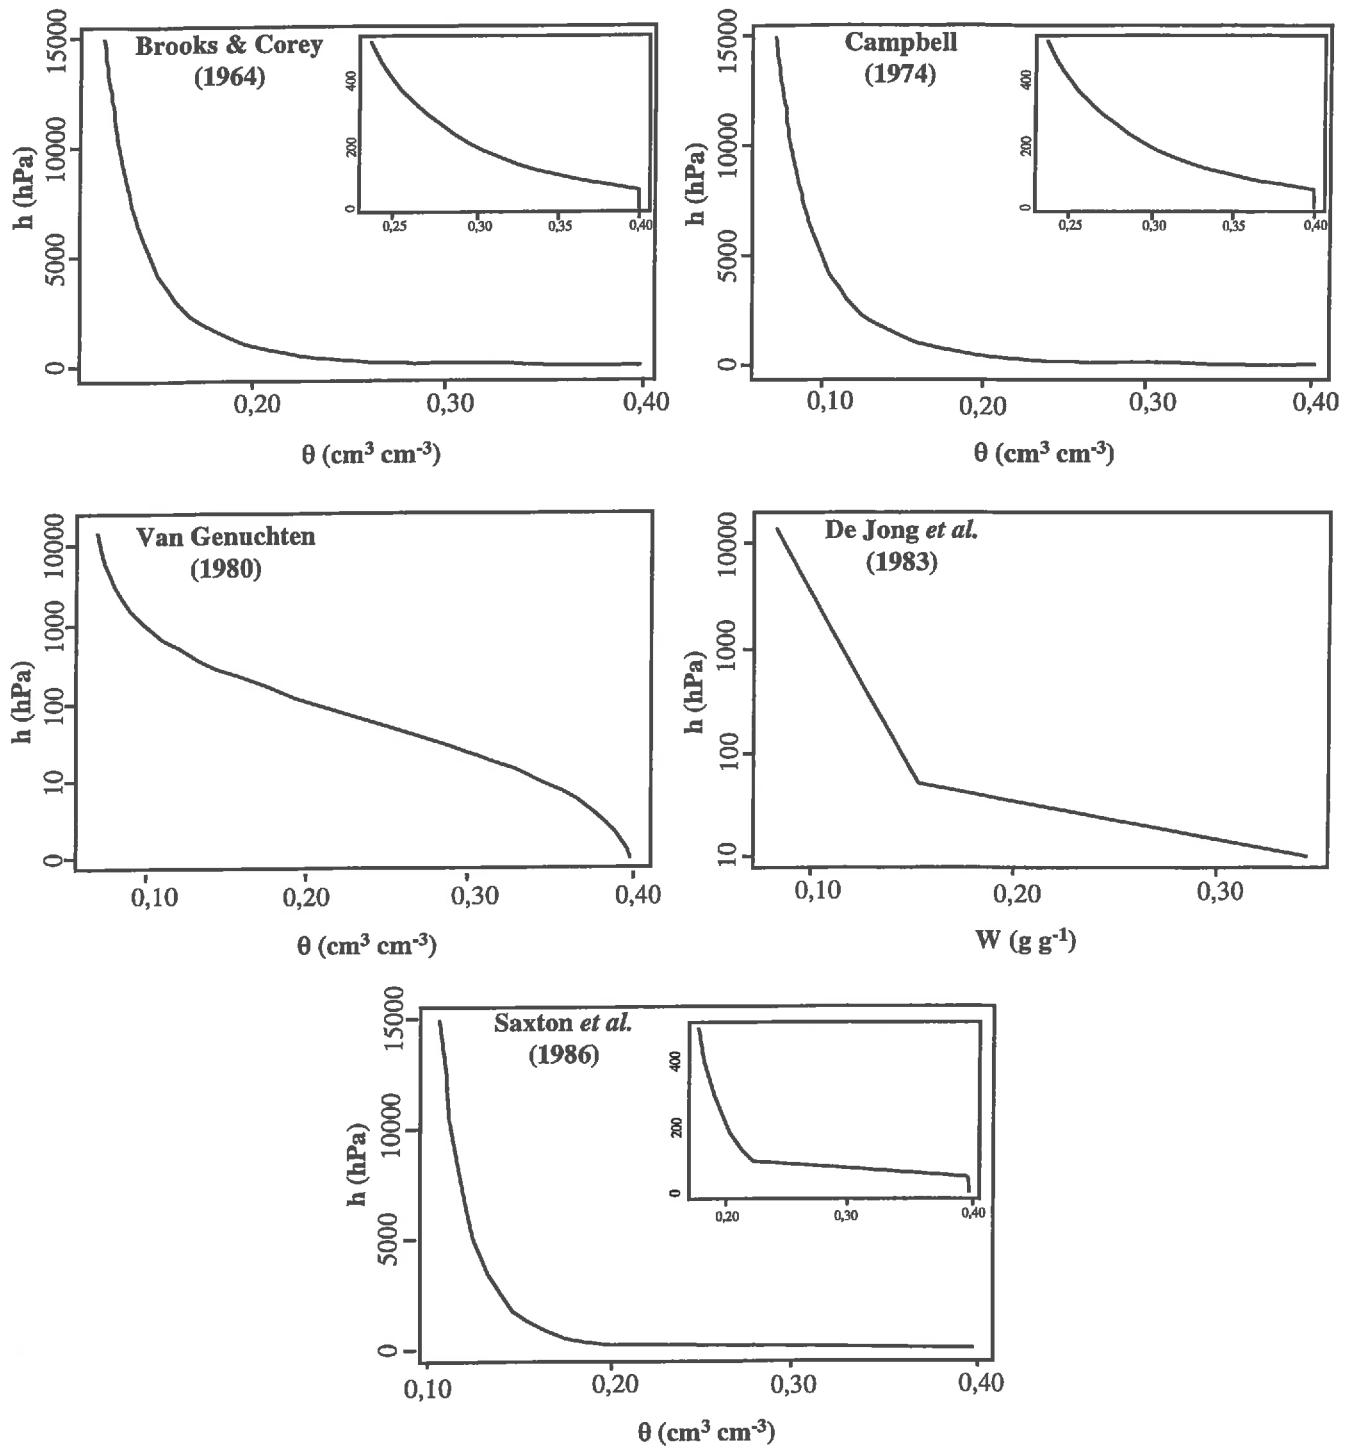 Brooks & Corey
(1964)
h (hPa)
15000
10000
5000
0
400
200
0
0,25 0,30 0,35 0,40
0,20 0,30 0,40
θ (cm³ cm⁻³)
Campbell
(1974)
h (hPa)
15000
10000
5000
0
400
200
0
0,25 0,30 0,35 0,40
0,10 0,20 0,30 0,40
θ (cm³ cm⁻³)
Van Genuchten
(1980)
h (hPa)
10000
1000
100
10
0
0,10 0,20 0,30 0,40
θ (cm³ cm⁻³)
De Jong et al.
(1983)
h (hPa)
10000
1000
100
10
0,10 0,20 0,30
W (g g⁻¹)
Saxton et al.
(1986)
h (hPa)
15000
10000
5000
0
400
200
0
0,20 0,30 0,40
0,10 0,20 0,30 0,40
θ (cm³ cm⁻³)